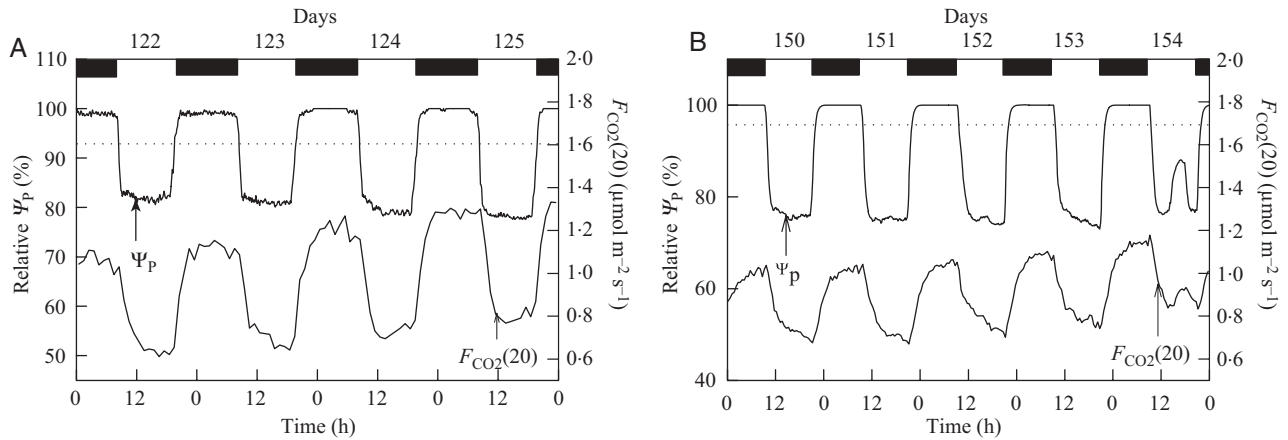 A
Days
122 123 124 125
110
100
90
80
70
60
50
Relative Ψ_P (%)
2·0
1·8
1·6
1·4
1·2
1·0
0·8
0·6
F_CO2(20) (μmol m⁻² s⁻¹)
Ψ_P
F_CO2(20)
0 12 0 12 0 12 0 12 0
Time (h)
B
Days
150 151 152 153 154
100
80
60
40
Relative Ψ_P (%)
2·0
1·8
1·6
1·4
1·2
1·0
0·8
0·6
F_CO2(20) (μmol m⁻² s⁻¹)
Ψp
F_CO2(20)
0 12 0 12 0 12 0 12 0 12 0
Time (h)